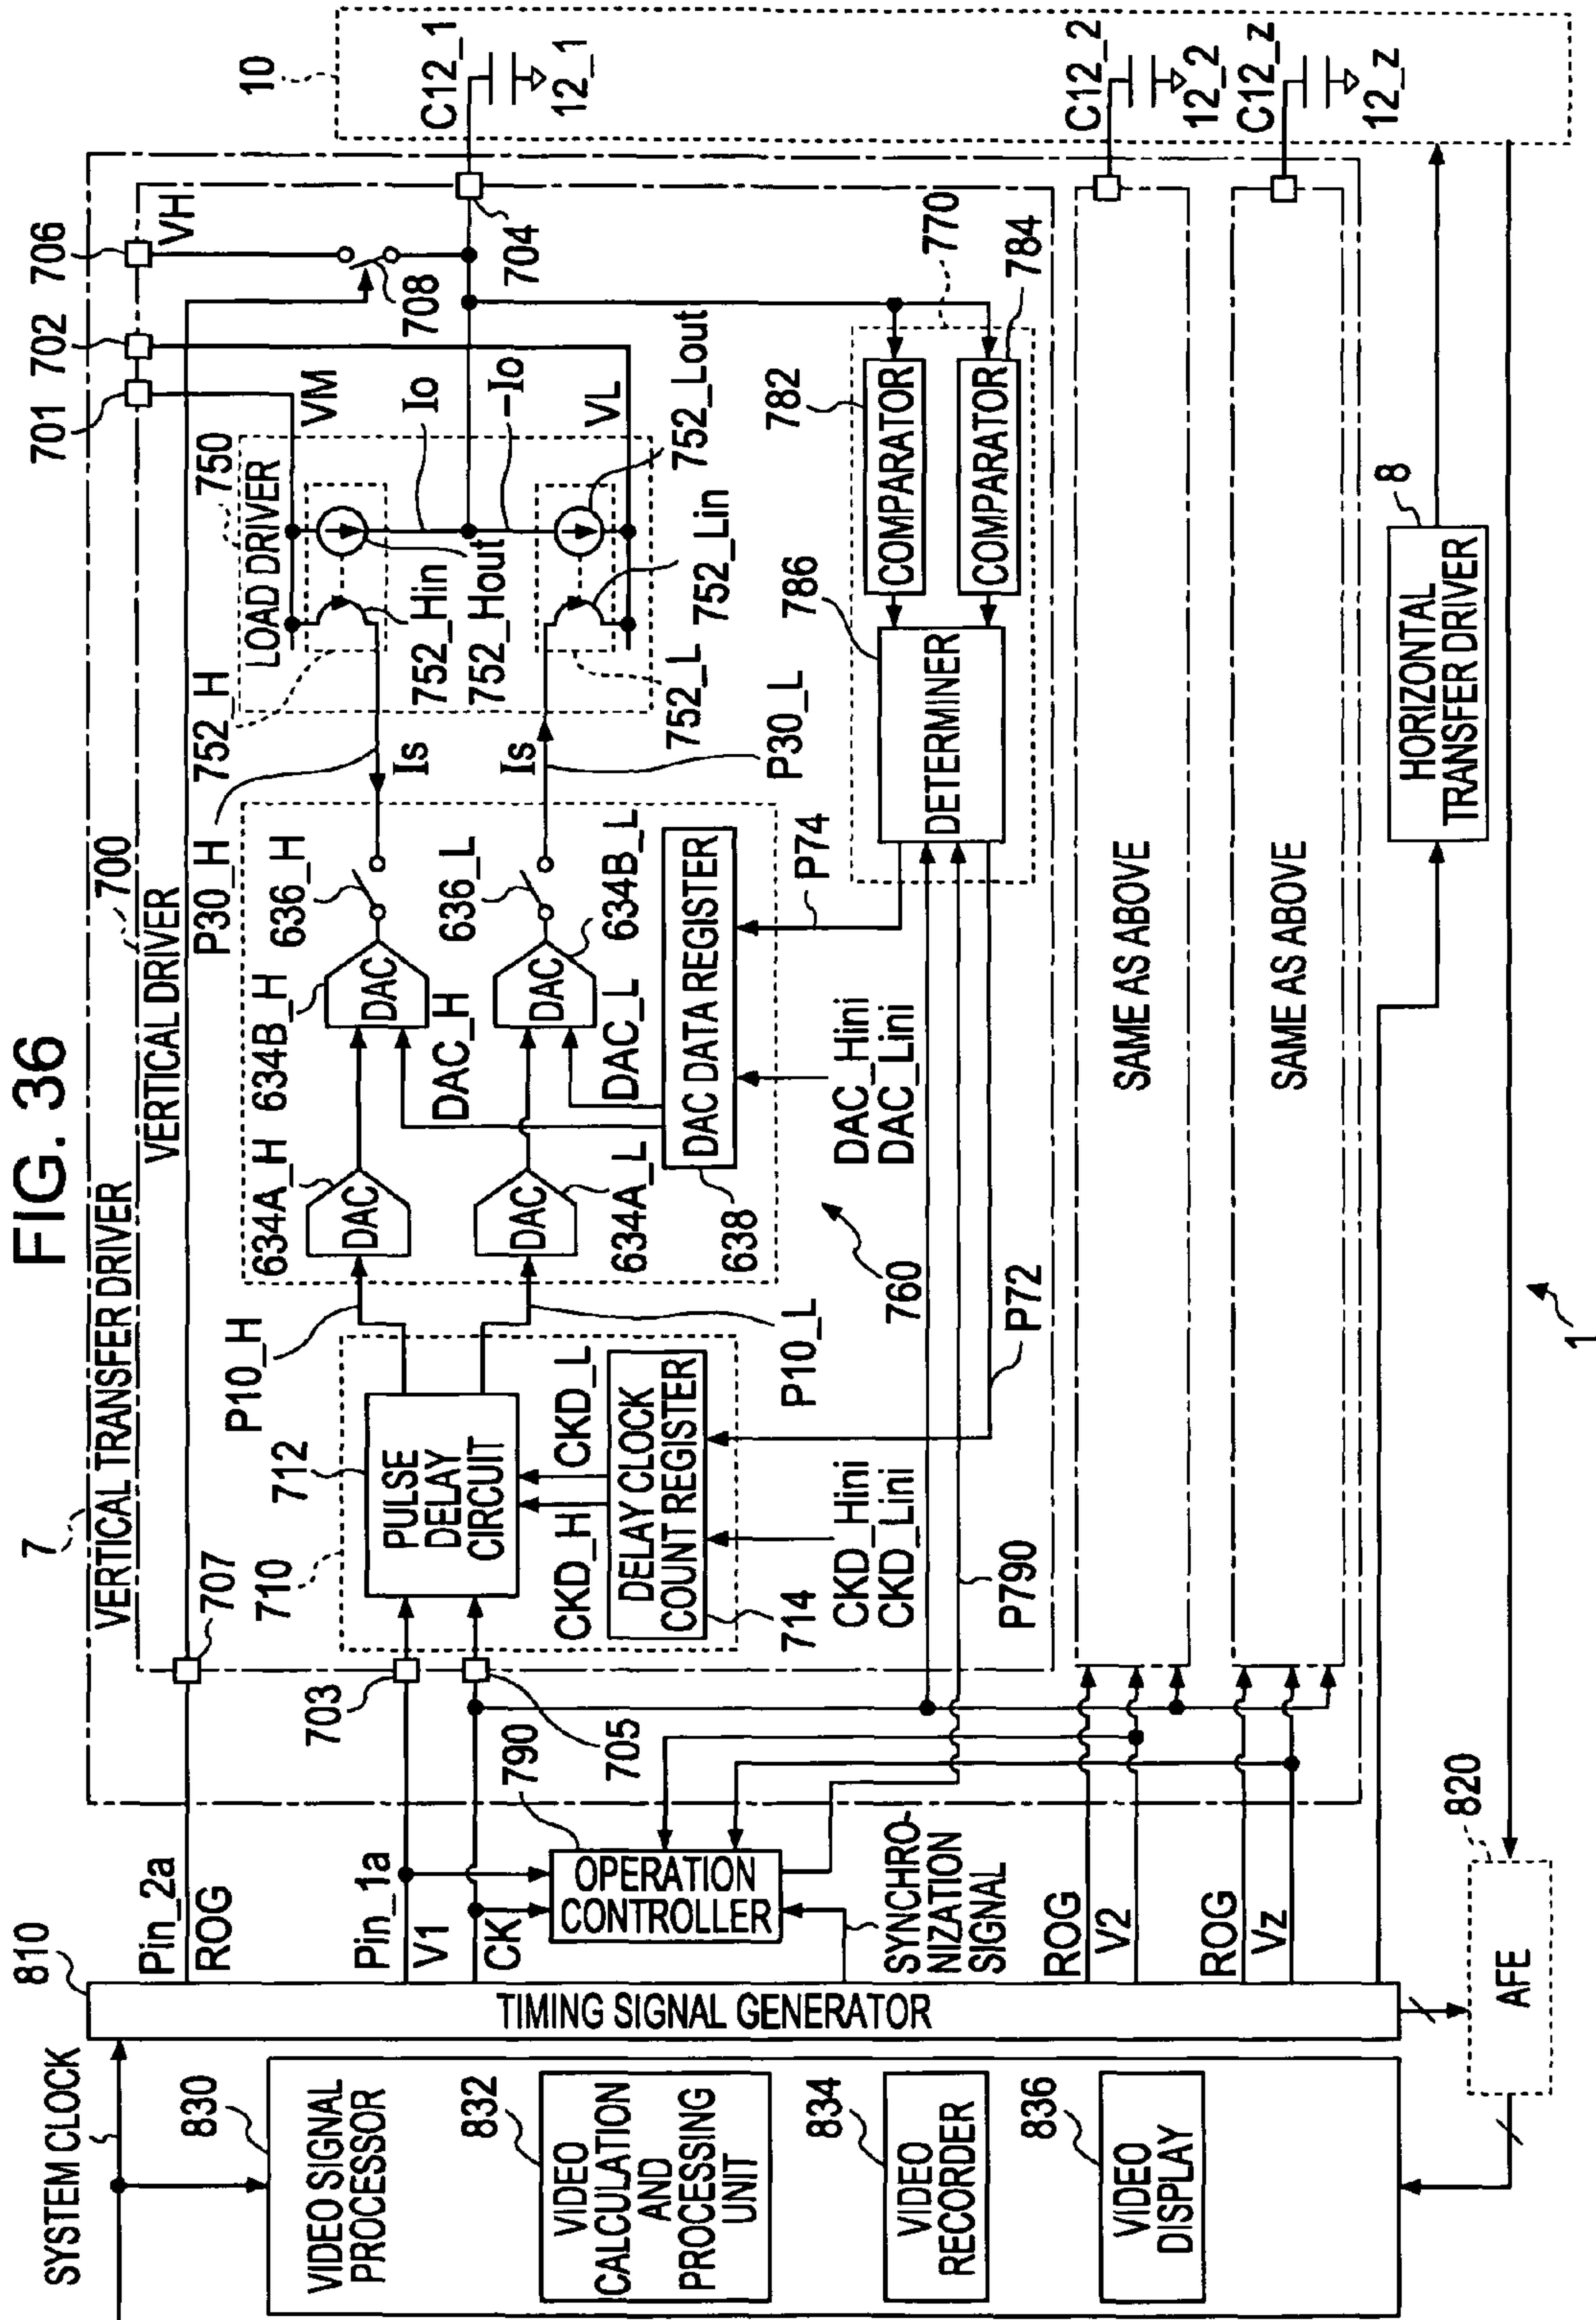 FIG. 36
SYSTEM CLOCK
830
VIDEO SIGNAL
PROCESSOR
832
VIDEO
CALCULATION
AND
PROCESSING
UNIT
834
VIDEO
RECORDER
836
VIDEO
DISPLAY
810
TIMING SIGNAL GENERATOR
Pin_2a
ROG
Pin_1a
V1
CK
790
OPERATION
CONTROLLER
SYNCHRO-
NIZATION
SIGNAL
ROG
V2
ROG
Vz
820
AFE
7
VERTICAL TRANSFER DRIVER
700
VERTICAL DRIVER
707
703
705
710
712
PULSE
DELAY
CIRCUIT
CKD_H
CKD_L
DELAY CLOCK
COUNT REGISTER
714
CKD_Hini
CKD_Lini
P10_H
P10_L
P790
P72
760
634A_H
DAC
634B_H
DAC
636_H
P30_H
DAC_H
DAC
634A_L
DAC
634B_L
636_L
DAC_L
DAC DATA REGISTER
638
DAC_Hini
DAC_Lini
P74
Is
Is
P30_L
752_H
LOAD DRIVER
750
752_Hin
752_Hout
752_L
752_Lin
752_Lout
VM
Io
−Io
VL
701
702
706
VH
708
704
770
786
DETERMINER
782
COMPARATOR
784
COMPARATOR
SAME AS ABOVE
SAME AS ABOVE
8
HORIZONTAL
TRANSFER DRIVER
10
C12_1
12_1
C12_2
12_2
C12_z
12_z
1